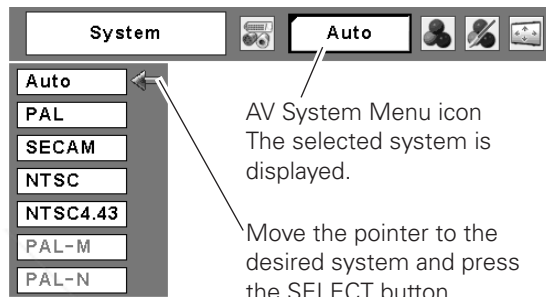 System
Auto
Auto
PAL
SECAM
NTSC
NTSC4.43
PAL-M
PAL-N
AV System Menu icon
The selected system is
displayed.
Move the pointer to the
desired system and press
the SELECT button